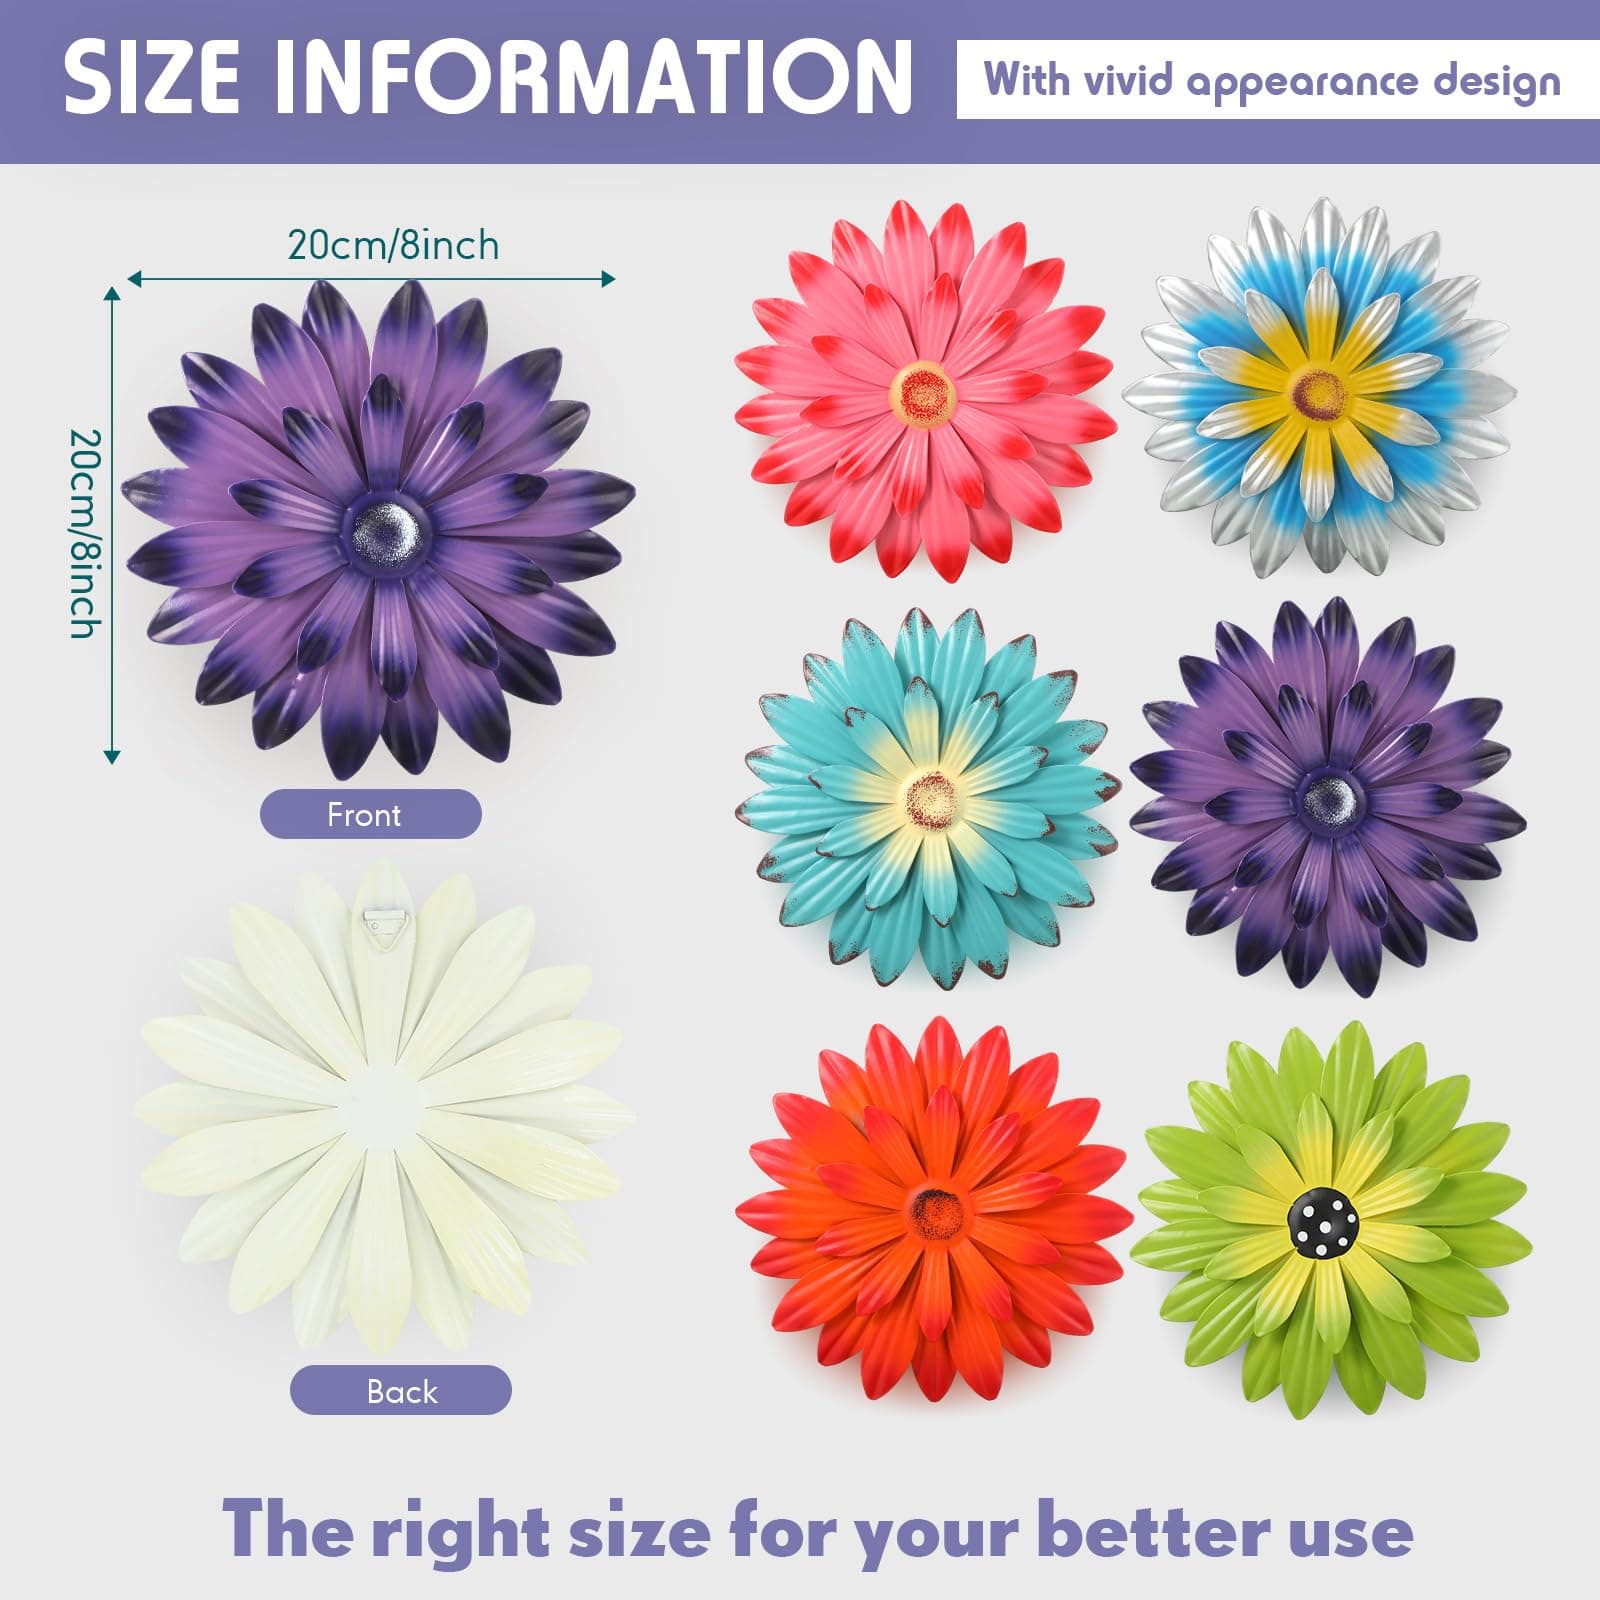 SIZE INFORMATION
With vivid appearance design
20cm/8inch
20cm/8inch
Front
Back
The right size for your better use